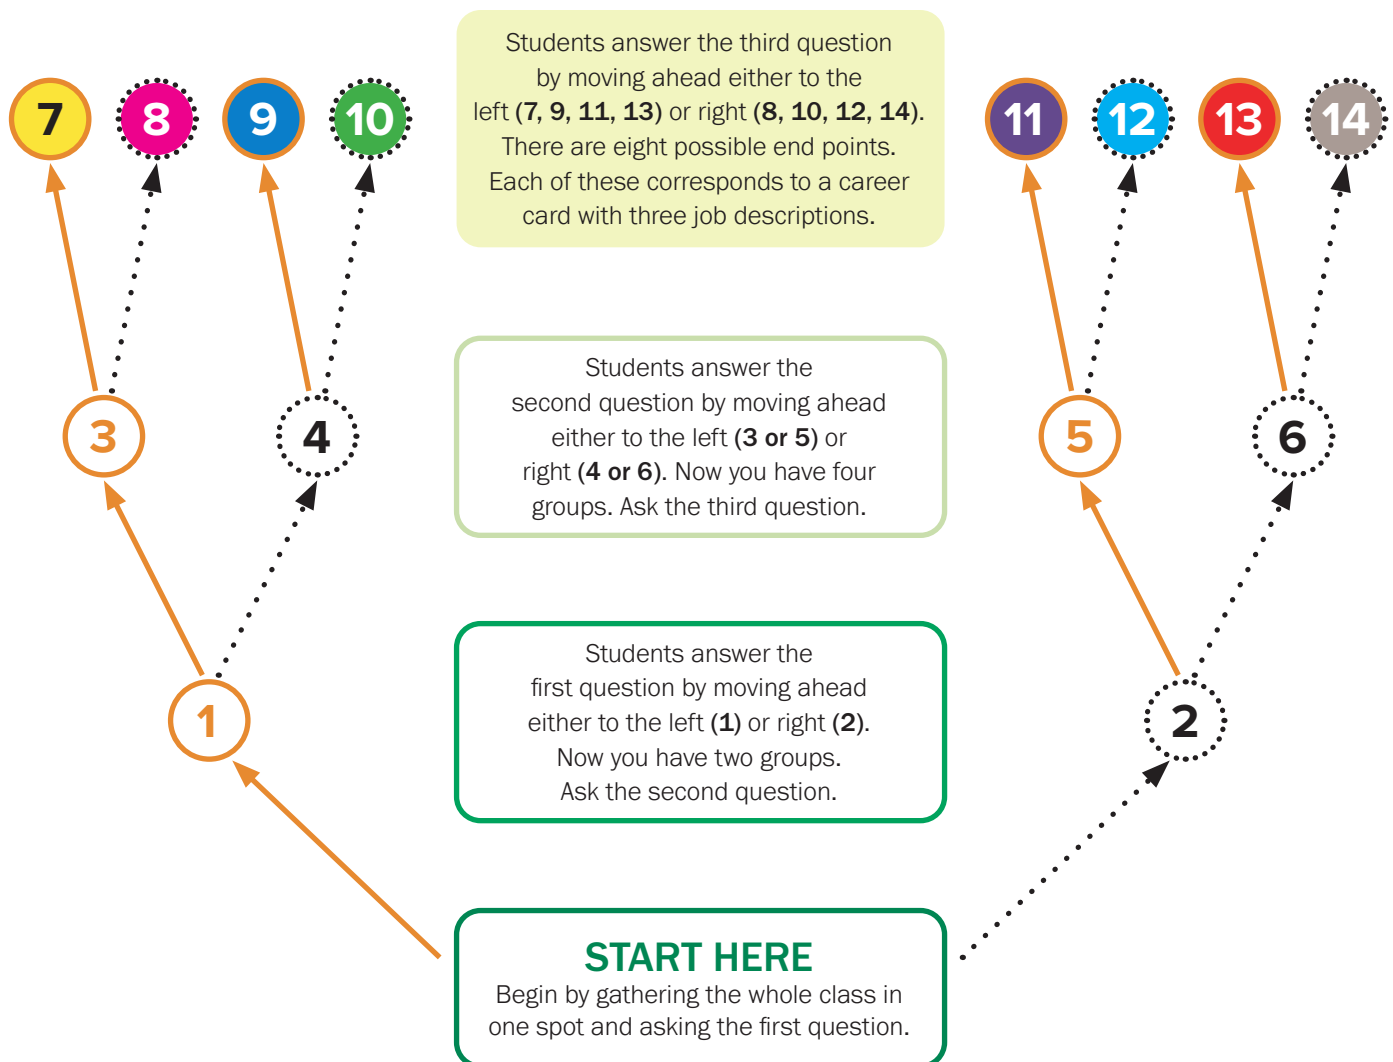 Students answer the third question
by moving ahead either to the
left (7, 9, 11, 13) or right (8, 10, 12, 14).
There are eight possible end points.
Each of these corresponds to a career
card with three job descriptions.
7
8
9
10
11
12
13
14
Students answer the
second question by moving ahead
either to the left (3 or 5) or
right (4 or 6). Now you have four
groups. Ask the third question.
3
4
5
6
Students answer the
first question by moving ahead
either to the left (1) or right (2).
Now you have two groups.
Ask the second question.
1
2
START HERE
Begin by gathering the whole class in
one spot and asking the first question.